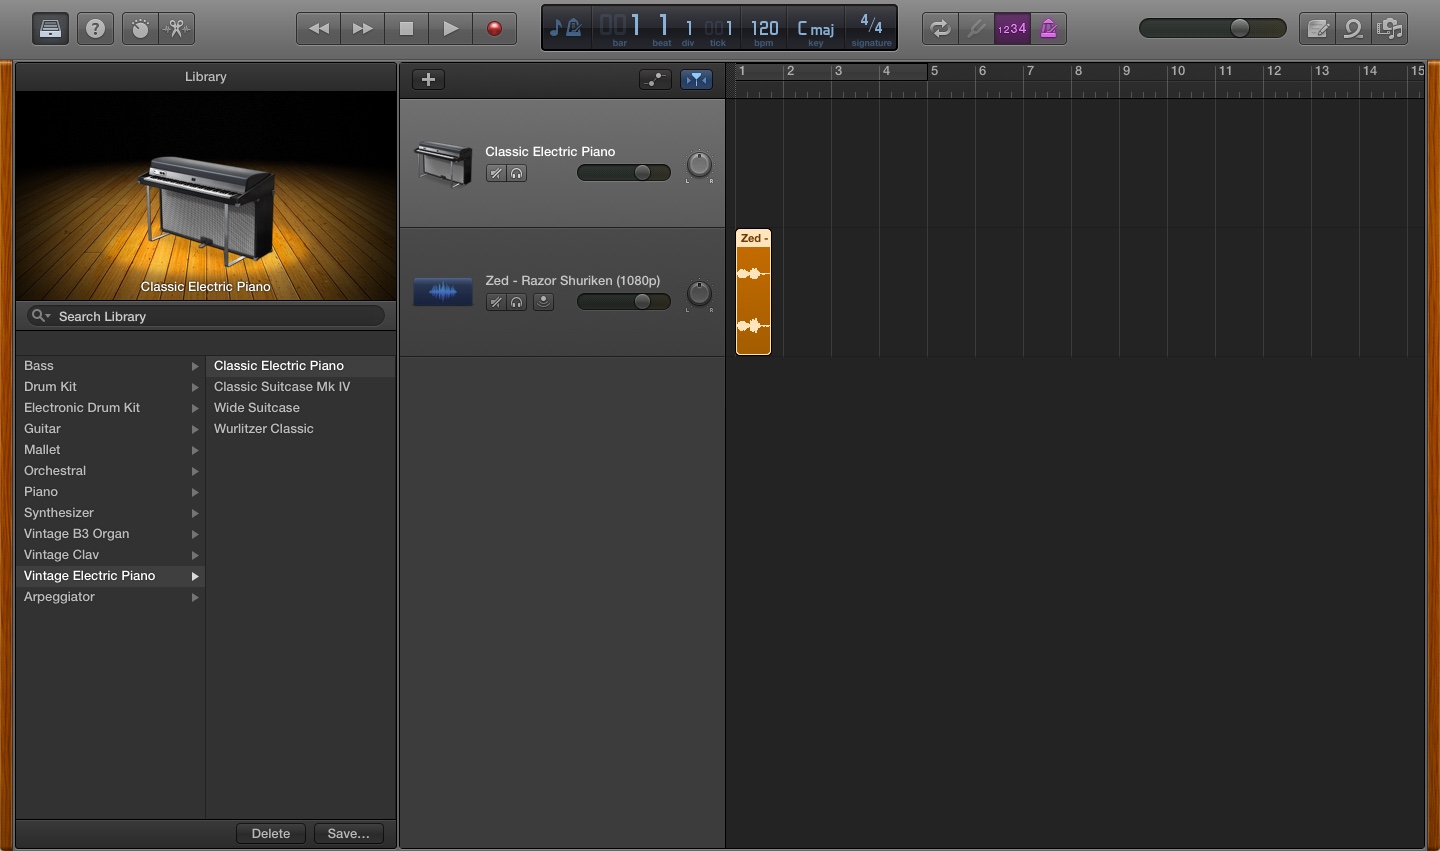 ?
00 1 1 1 00 1 120 C maj 4/4
bar beat div tick bpm key signature
1234
Library
1 2 3 4 5 6 7 8 9 10 11 12 13 14 15
Classic Electric Piano
Search Library
Bass
Drum Kit
Electronic Drum Kit
Guitar
Mallet
Orchestral
Piano
Synthesizer
Vintage B3 Organ
Vintage Clav
Vintage Electric Piano
Arpeggiator
Classic Electric Piano
Classic Suitcase Mk IV
Wide Suitcase
Wurlitzer Classic
Delete Save...
Classic Electric Piano
L R
Zed - Razor Shuriken (1080p)
L R
Zed -